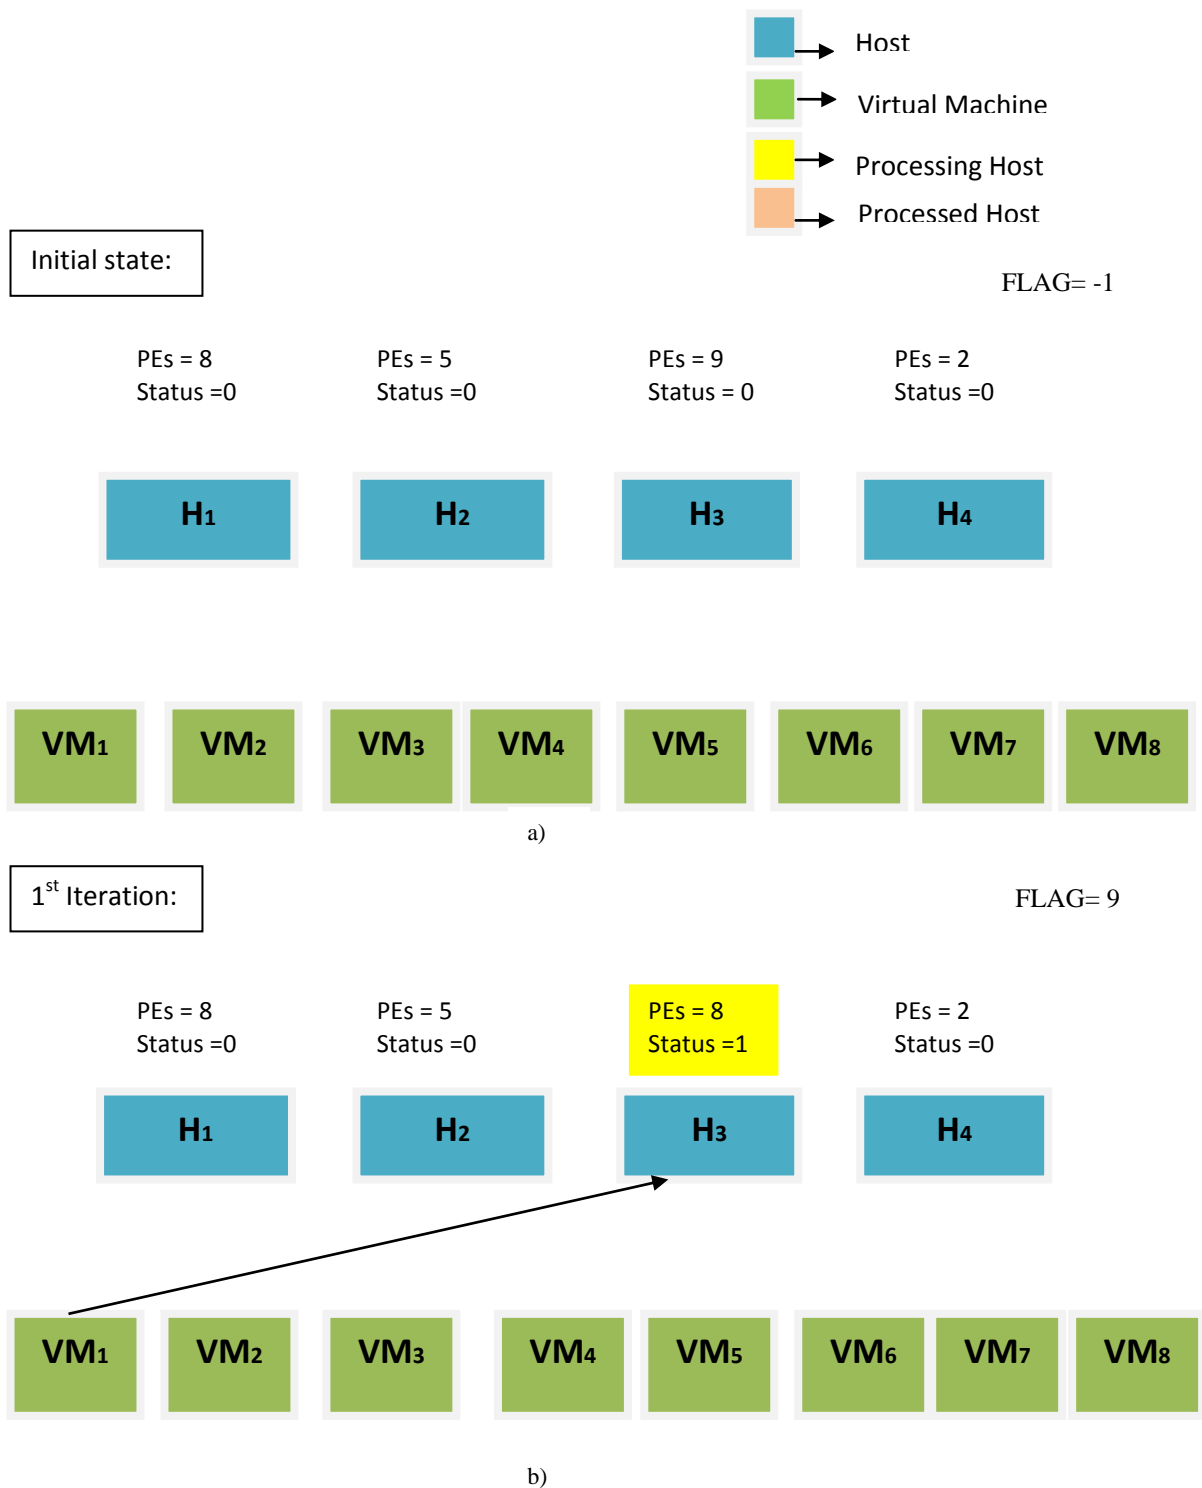 Host
Virtual Machine
Processing Host
Processed Host
Initial state:
FLAG= -1
PEs = 8 PEs = 5 PEs = 9 PEs = 2
Status =0 Status =0 Status = 0 Status =0
H1 H2 H3 H4
VM1 VM2 VM3 VM4 VM5 VM6 VM7 VM8
a)
1st Iteration:
FLAG= 9
PEs = 8 PEs = 5 PEs = 8 PEs = 2
Status =0 Status =0 Status =1 Status =0
H1 H2 H3 H4
VM1 VM2 VM3 VM4 VM5 VM6 VM7 VM8
b)